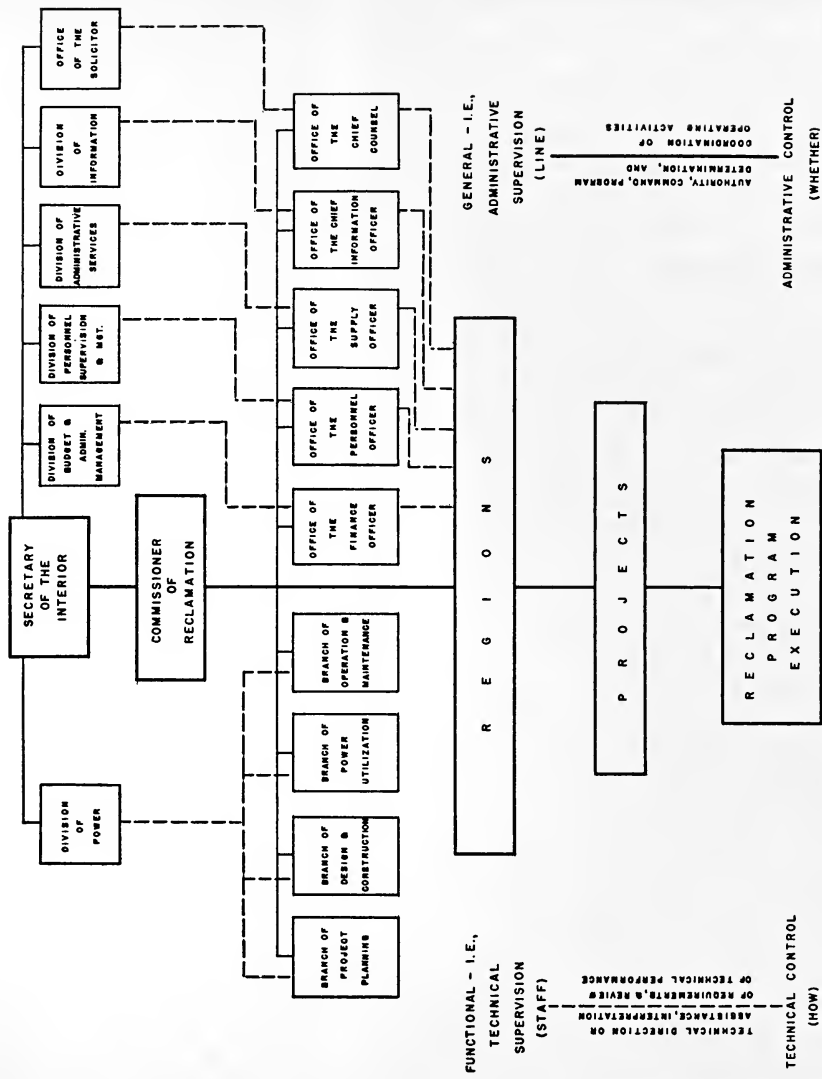 SECRETARY
OF THE
INTERIOR
DIVISION
OF
POWER
DIVISION OF
BUDGET &
ADMIN.
MANAGEMENT
DIVISION OF
PERSONNEL
SUPERVISION
& MGT.
DIVISION OF
ADMINISTRATIVE
SERVICES
DIVISION
OF
INFORMATION
OFFICE
OF THE
SOLICITOR
COMMISSIONER
OF
RECLAMATION
BRANCH OF
PROJECT
PLANNING
BRANCH OF
DESIGN &
CONSTRUCTION
BRANCH OF
POWER
UTILIZATION
BRANCH OF
OPERATION &
MAINTENANCE
OFFICE OF
THE
FINANCE
OFFICER
OFFICE OF
THE
PERSONNEL
OFFICER
OFFICE OF
THE
SUPPLY
OFFICER
OFFICE OF
THE CHIEF
INFORMATION
OFFICER
OFFICE OF
THE
CHIEF
COUNSEL
REGIONS
PROJECTS
RECLAMATION
PROGRAM
EXECUTION
FUNCTIONAL - I.E.,
TECHNICAL
SUPERVISION
(STAFF)
TECHNICAL DIRECTION OR
ASSISTANCE, INTERPRETATION
OF REQUIREMENTS, & REVIEW
OF TECHNICAL PERFORMANCE
TECHNICAL CONTROL
(HOW)
GENERAL - I.E.,
ADMINISTRATIVE
SUPERVISION
(LINE)
AUTHORITY, COMMAND, PROGRAM
DETERMINATION, AND
COORDINATION OF
OPERATING ACTIVITIES
ADMINISTRATIVE CONTROL
(WHETHER)